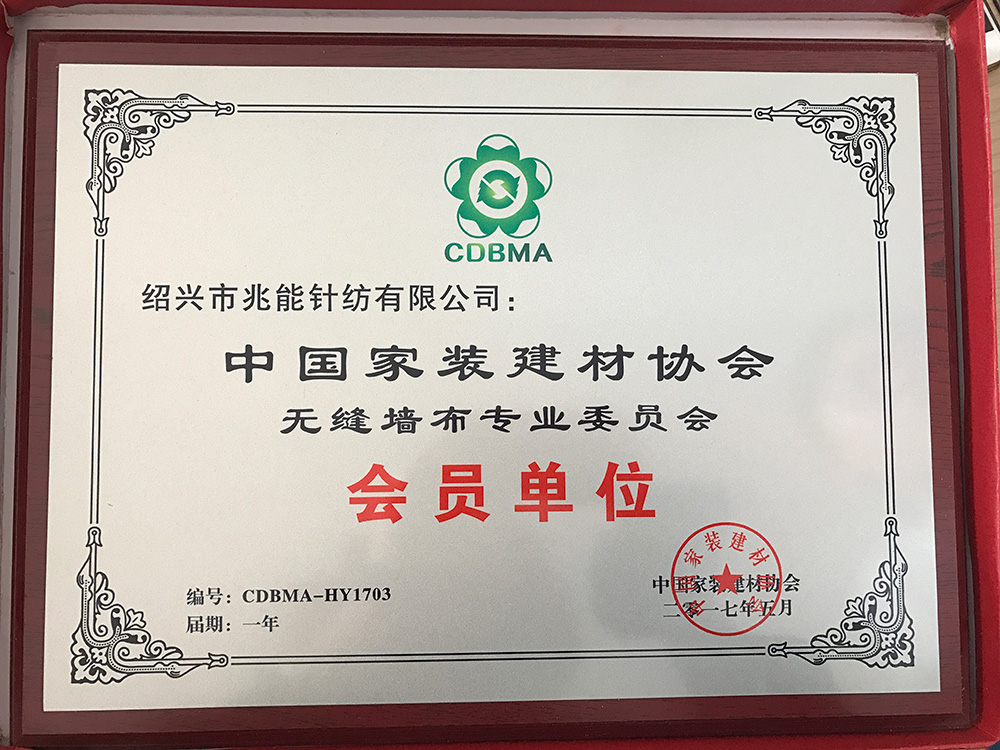 CDBMA
绍兴市兆能针纺有限公司：
中国家装建材协会
无缝墙布专业委员会
会员单位
编号：CDBMA-HY1703
届期：一年
中国家装建材协会
二零一七年五月